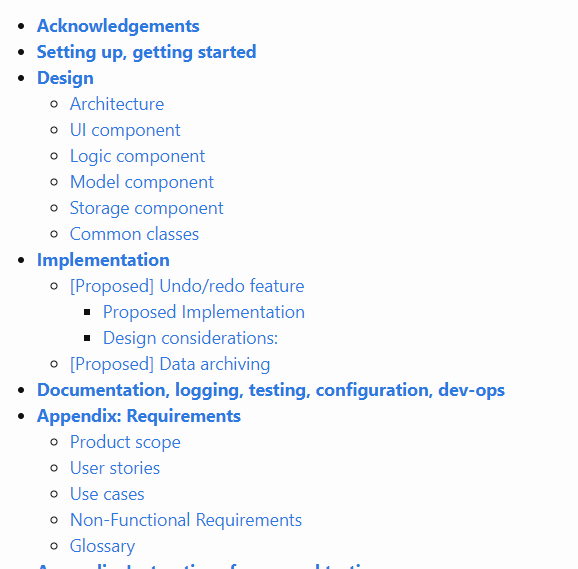 Acknowledgements
Setting up, getting started
Design
Architecture
UI component
Logic component
Model component
Storage component
Common classes
Implementation
[Proposed] Undo/redo feature
Proposed Implementation
Design considerations:
[Proposed] Data archiving
Documentation, logging, testing, configuration, dev-ops
Appendix: Requirements
Product scope
User stories
Use cases
Non-Functional Requirements
Glossary